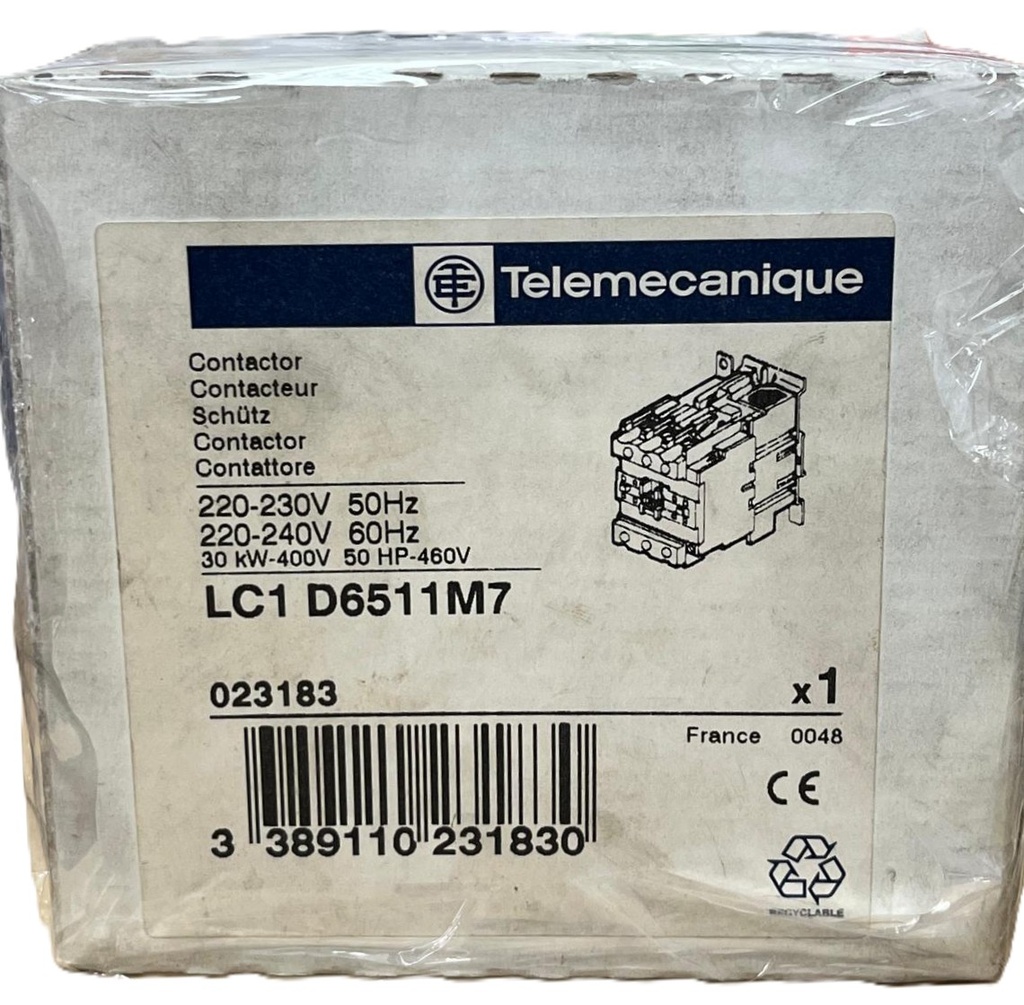 Telemecanique
Contactor
Contacteur
Schütz
Contactor
Contattore
220-230V 50Hz
220-240V 60Hz
30 kW-400V 50 HP-460V
LC1 D6511M7
023183 x1
France 0048
CE
3 389110 231830
RECYCLABLE